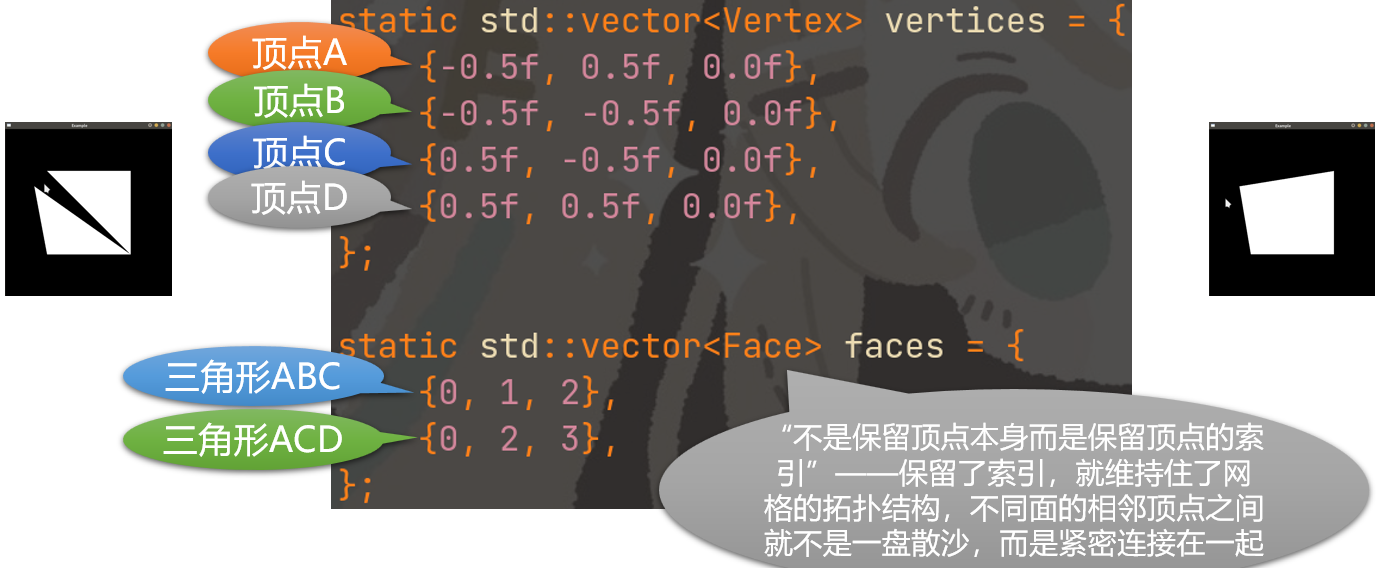 static std::vector<Vertex> vertices = {
顶点A
{-0.5f, 0.5f, 0.0f},
顶点B
{-0.5f, -0.5f, 0.0f},
顶点C
{0.5f, -0.5f, 0.0f},
顶点D
{0.5f, 0.5f, 0.0f},
};
Example
Example
static std::vector<Face> faces = {
三角形ABC
{0, 1, 2},
三角形ACD
{0, 2, 3},
};
“不是保留顶点本身而是保留顶点的索
引”——保留了索引，就维持住了网
格的拓扑结构，不同面的相邻顶点之间
就不是一盘散沙，而是紧密连接在一起